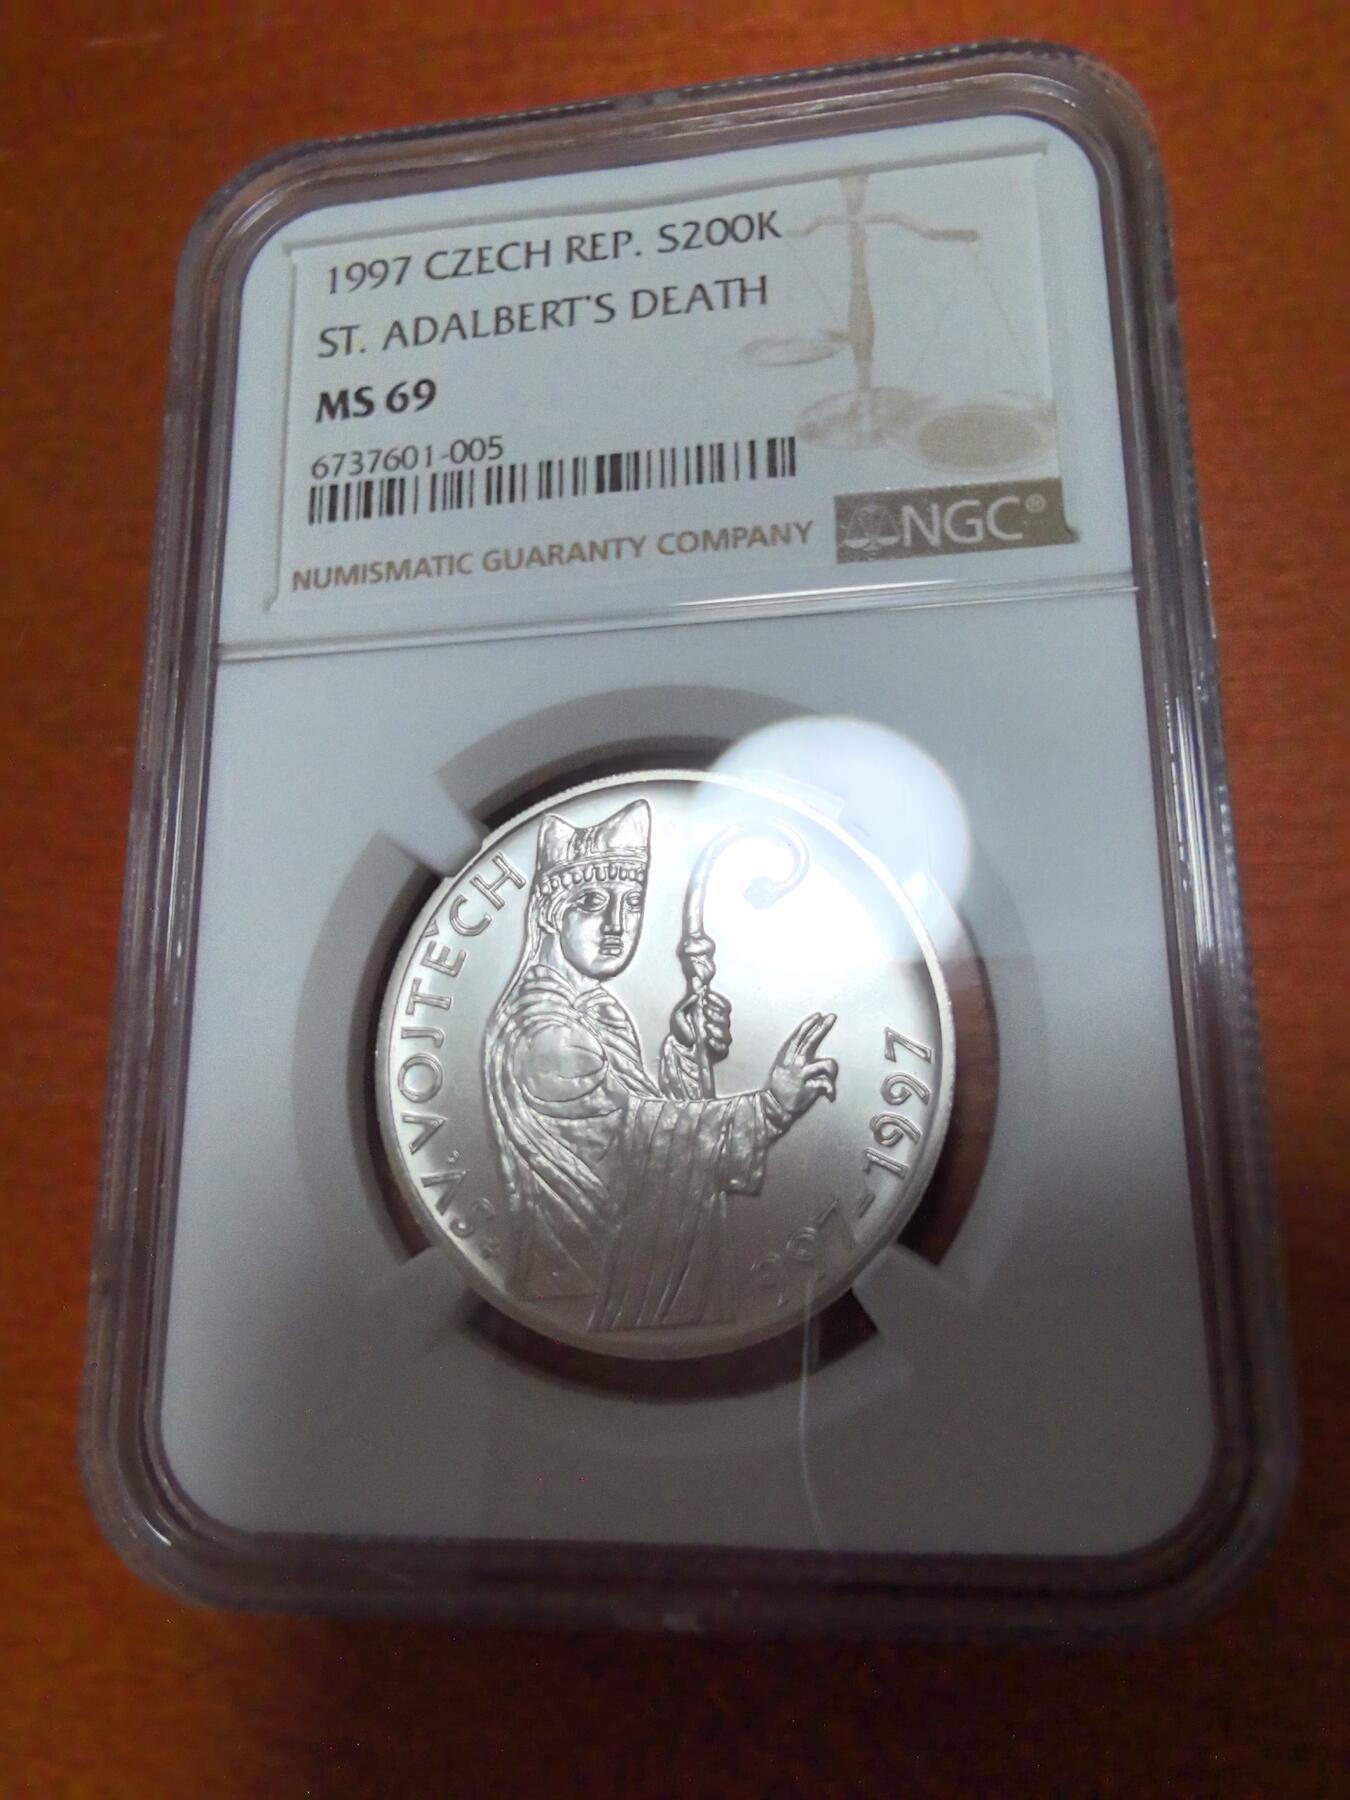 1997 CZECH REP. S200K
ST. ADALBERT'S DEATH
MS 69
6737601-005
NUMISMATIC GUARANTY COMPANY
NGC®
SV. VOJTĚCH
997-1997